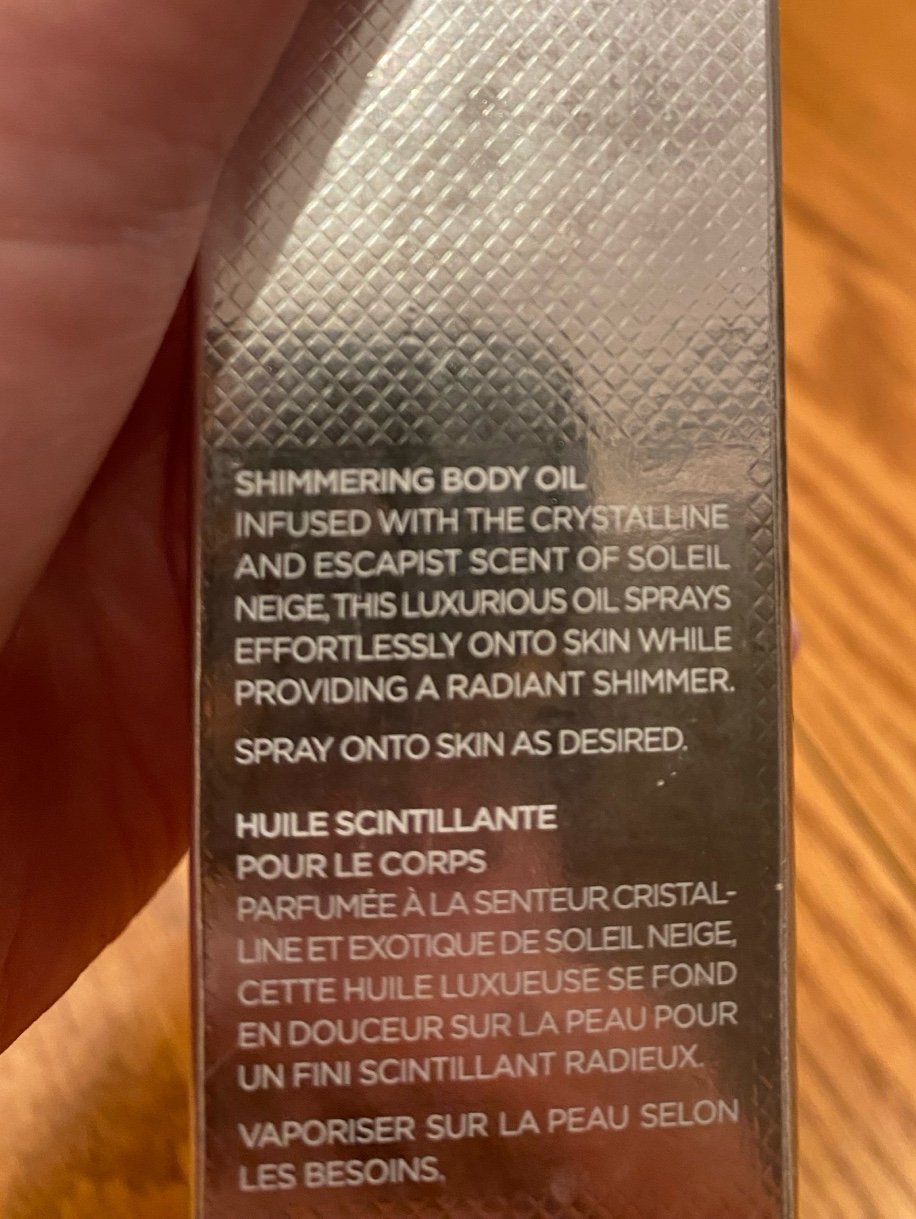 SHIMMERING BODY OIL
INFUSED WITH THE CRYSTALLINE
AND ESCAPIST SCENT OF SOLEIL
NEIGE, THIS LUXURIOUS OIL SPRAYS
EFFORTLESSLY ONTO SKIN WHILE
PROVIDING A RADIANT SHIMMER.
SPRAY ONTO SKIN AS DESIRED.
HUILE SCINTILLANTE
POUR LE CORPS
PARFUMÉE À LA SENTEUR CRISTAL-
LINE ET EXOTIQUE DE SOLEIL NEIGE,
CETTE HUILE LUXUEUSE SE FOND
EN DOUCEUR SUR LA PEAU POUR
UN FINI SCINTILLANT RADIEUX.
VAPORISER SUR LA PEAU SELON
LES BESOINS.